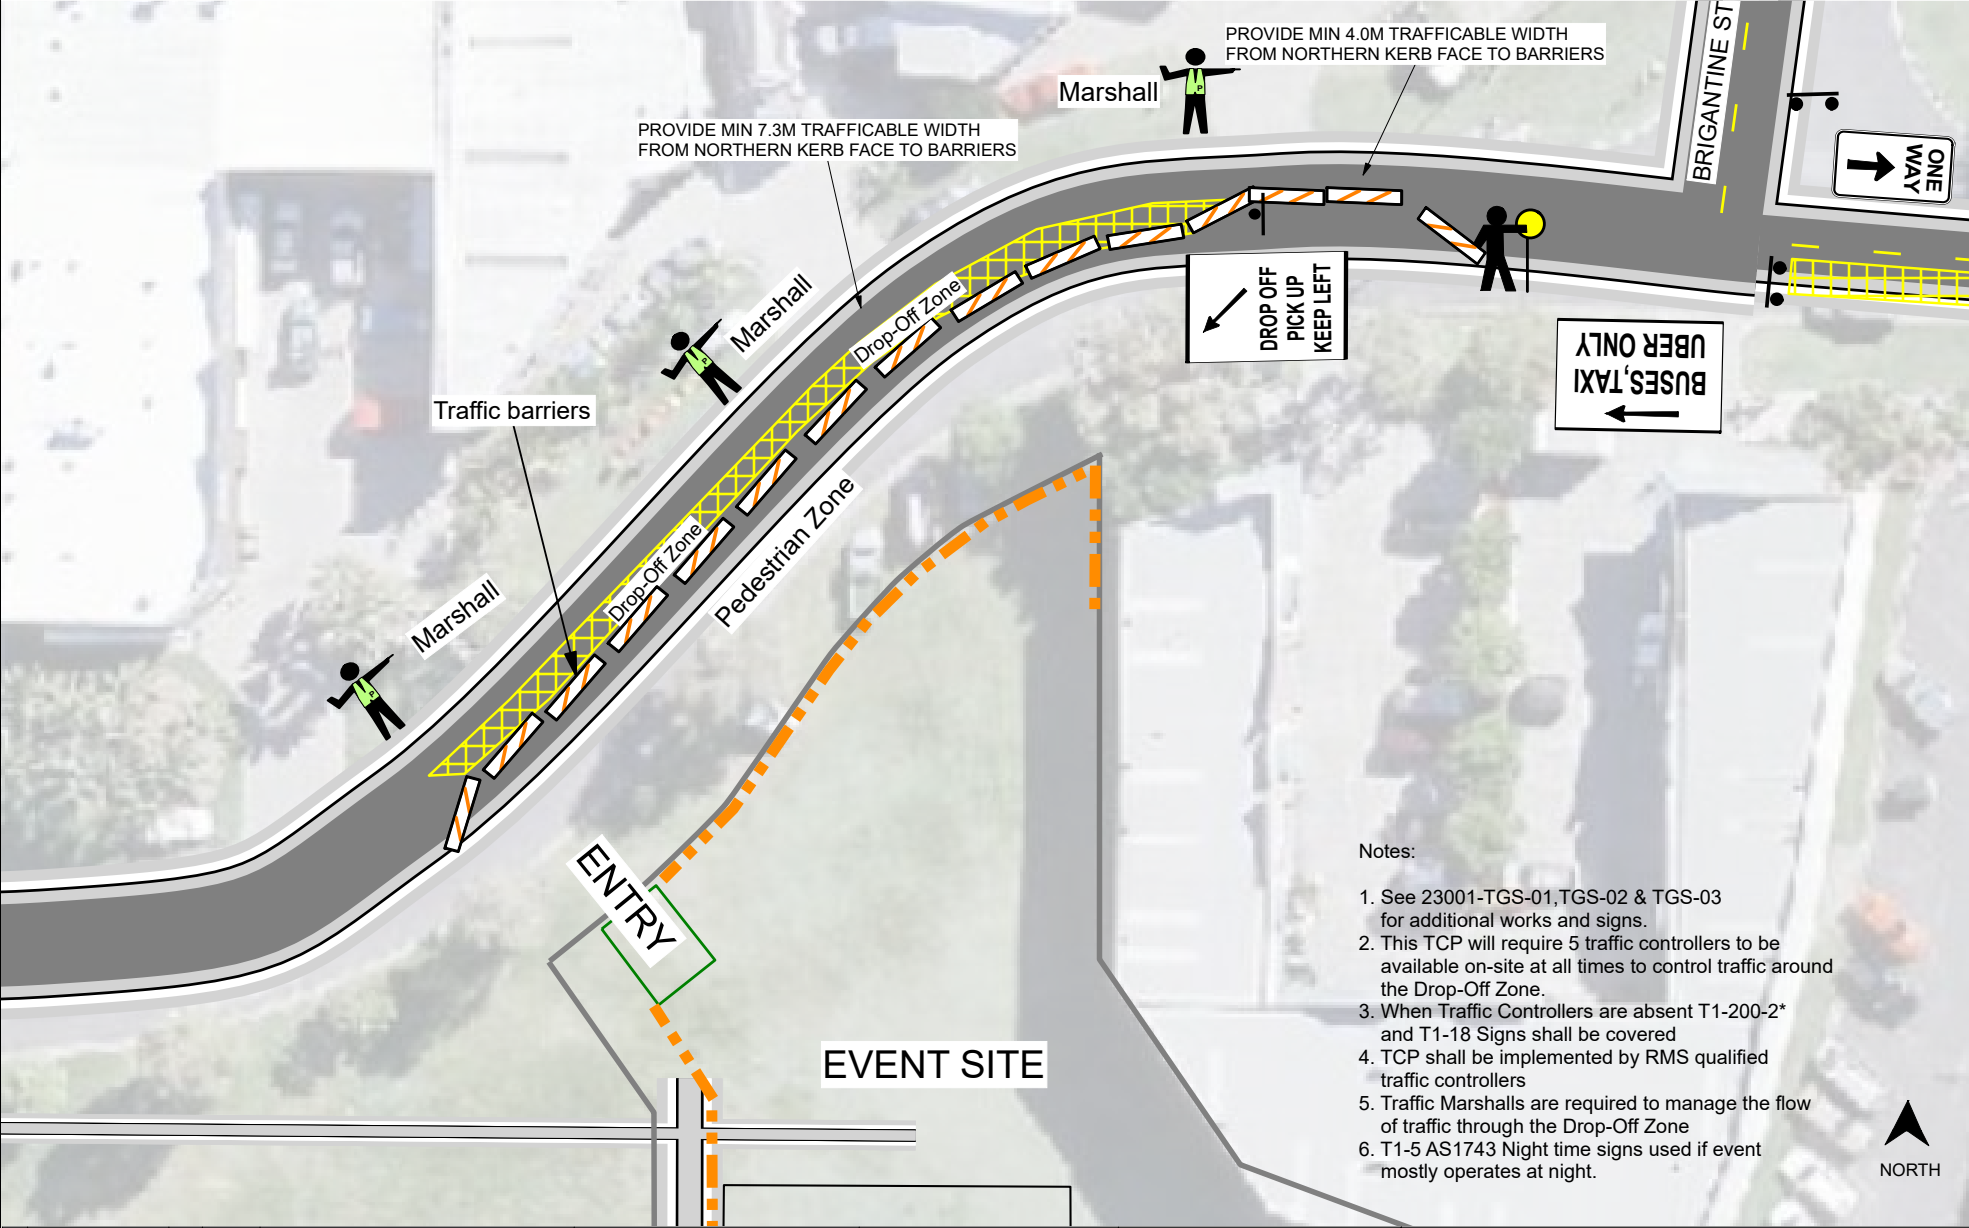 PROVIDE MIN 4.0M TRAFFICABLE WIDTH
FROM NORTHERN KERB FACE TO BARRIERS
BRIGANTINE ST
Marshall
P
ONE
WAY
PROVIDE MIN 7.3M TRAFFICABLE WIDTH
FROM NORTHERN KERB FACE TO BARRIERS
Marshall
P
Drop-Off Zone
DROP OFF
PICK UP
KEEP LEFT
BUSES,TAXI
UBER ONLY
Traffic barriers
Pedestrian Zone
Drop-Off Zone
Marshall
P
ENTRY
EVENT SITE
Notes:
1. See 23001-TGS-01,TGS-02 & TGS-03
for additional works and signs.
2. This TCP will require 5 traffic controllers to be
available on-site at all times to control traffic around
the Drop-Off Zone.
3. When Traffic Controllers are absent T1-200-2*
and T1-18 Signs shall be covered
4. TCP shall be implemented by RMS qualified
traffic controllers
5. Traffic Marshalls are required to manage the flow
of traffic through the Drop-Off Zone
6. T1-5 AS1743 Night time signs used if event
mostly operates at night.
NORTH